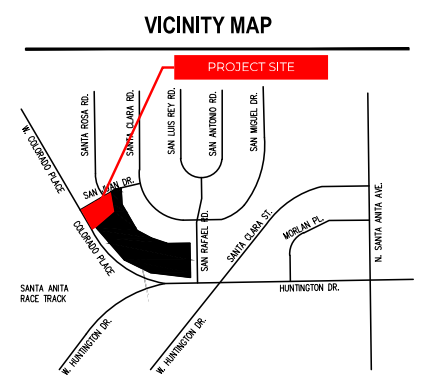 VICINITY MAP
PROJECT SITE
SANTA ROSA RD.
SANTA CLARA RD.
SAN LUIS REY RD.
SAN ANTONIO RD.
SAN MIGUEL DR.
W. COLORADO PLACE
SAN JUAN DR.
COLORADO PLACE
SAN RAFAEL RD.
SANTA CLARA ST.
MORLAN PL.
N. SANTA ANITA AVE.
SANTA ANITA
RACE TRACK
HUNTINGTON DR.
W. HUNTINGTON DR.
W. HUNTINGTON DR.